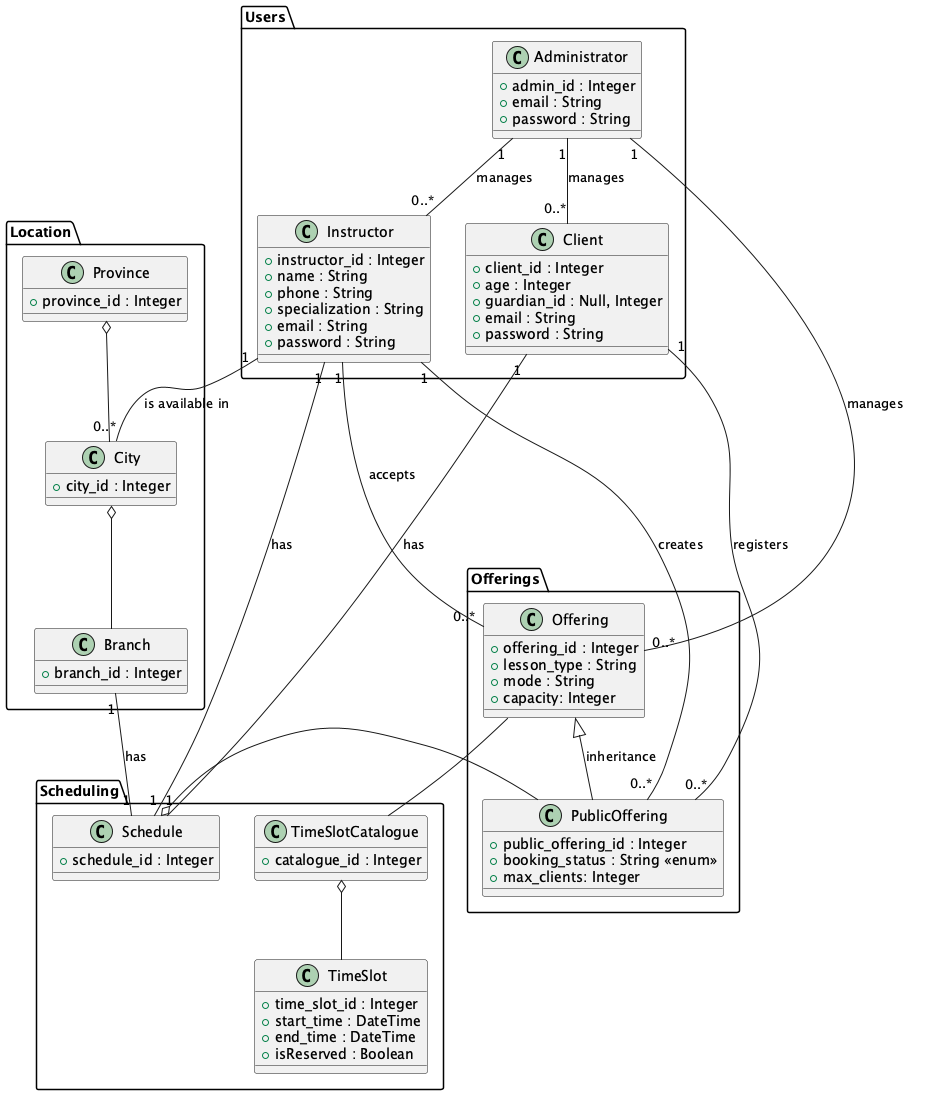 Users
C Administrator
admin_id : Integer
email : String
password : String
1
1
1
manages
manages
0..*
0..*
Location
C Province
province_id : Integer
C Instructor
instructor_id : Integer
name : String
phone : String
specialization : String
email : String
password : String
C Client
client_id : Integer
age : Integer
guardian_id : Null, Integer
email : String
password : String
1
1
1
1
1
1
is available in
manages
0..*
C City
city_id : Integer
accepts
has
has
creates
registers
Offerings
0..*
0..*
C Offering
offering_id : Integer
lesson_type : String
mode : String
capacity: Integer
C Branch
branch_id : Integer
1
has
inheritance
0..*
0..*
Scheduling
1
1
1
C Schedule
schedule_id : Integer
C TimeSlotCatalogue
catalogue_id : Integer
C PublicOffering
public_offering_id : Integer
booking_status : String «enum»
max_clients: Integer
C TimeSlot
time_slot_id : Integer
start_time : DateTime
end_time : DateTime
isReserved : Boolean